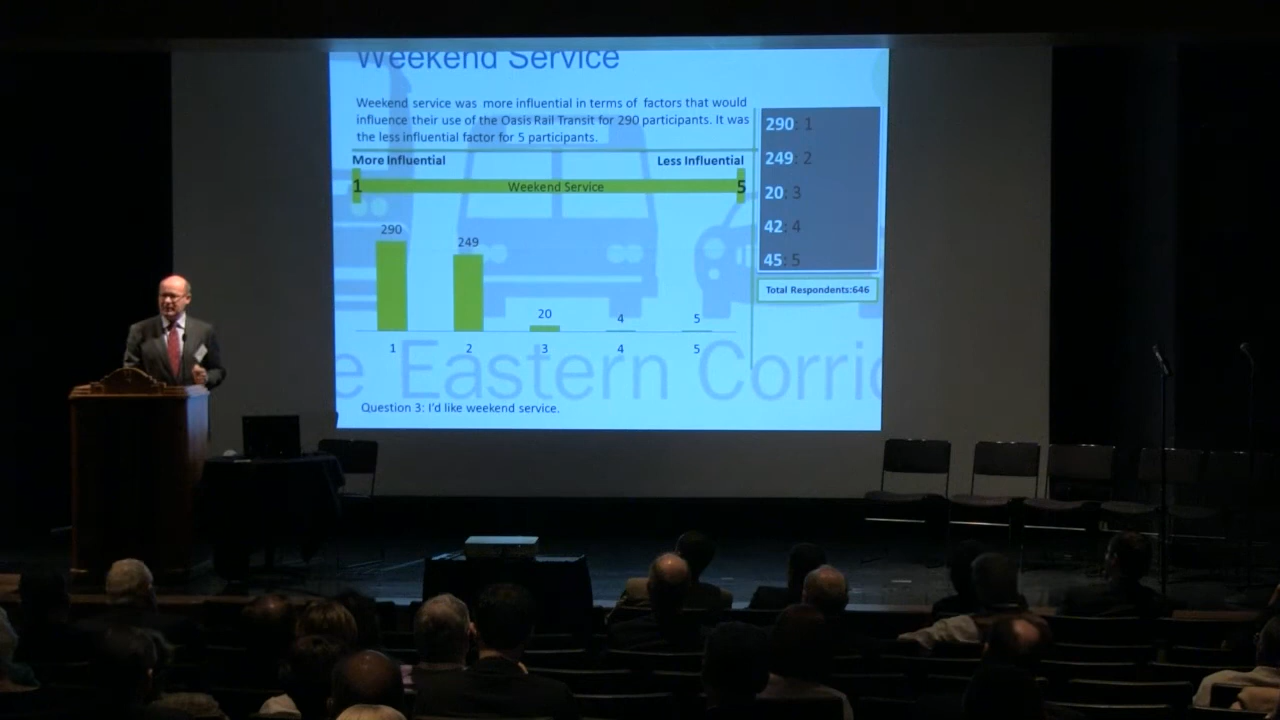 Weekend Service
Weekend service was more influential in terms of factors that would
influence their use of the Oasis Rail Transit for 290 participants. It was
the less influential factor for 5 participants.
More Influential
Less Influential
1
Weekend Service
5
290
249
20
4
5
1
2
3
4
5
290: 1
249: 2
20: 3
42: 4
45: 5
Total Respondents:646
e Eastern Corri
Question 3: I'd like weekend service.